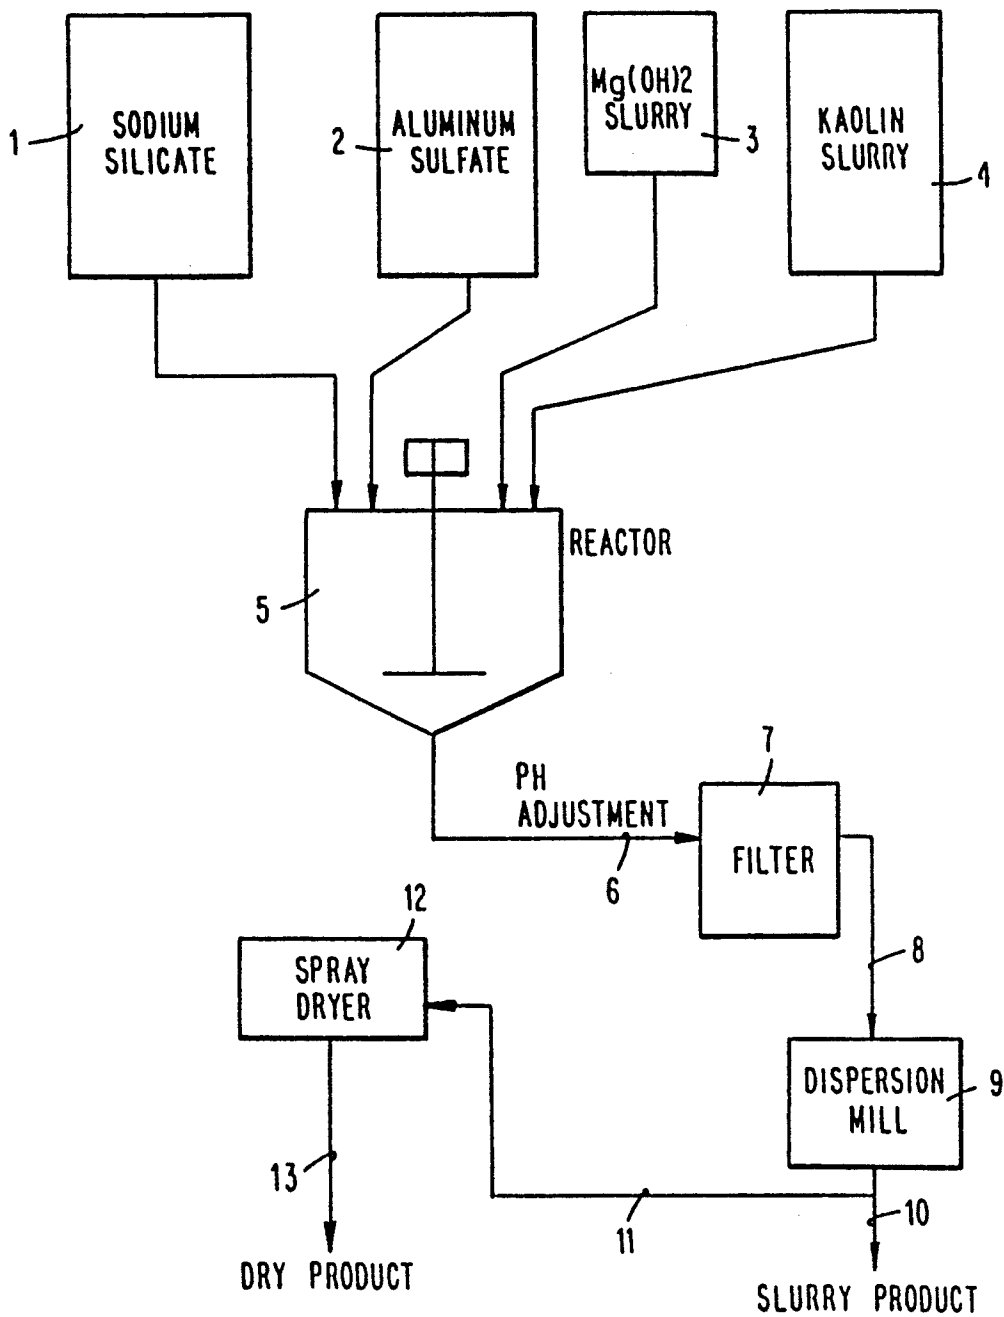 1
SODIUM
SILICATE
2
ALUMINUM
SULFATE
Mg(OH)2
SLURRY
3
KAOLIN
SLURRY
4
REACTOR
5
PH
ADJUSTMENT
6
7
FILTER
8
12
SPRAY
DRYER
DISPERSION
MILL
9
13
11
10
DRY PRODUCT
SLURRY PRODUCT